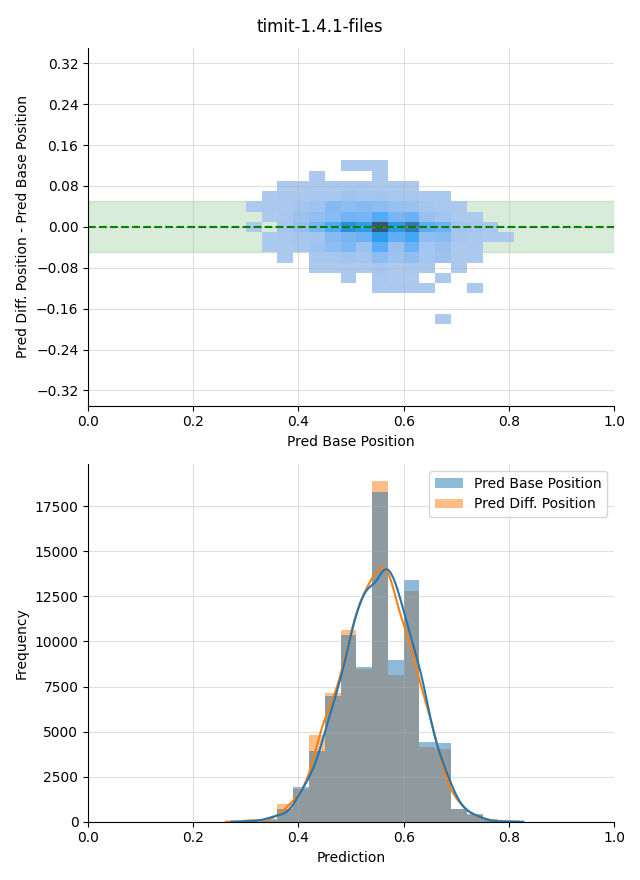 timit-1.4.1-files
Pred Diff. Position - Pred Base Position
0.32
0.24
0.16
0.08
0.00
−0.08
−0.16
−0.24
−0.32
0.0 0.2 0.4 0.6 0.8 1.0
Pred Base Position
Pred Base Position
Pred Diff. Position
Frequency
17500
15000
12500
10000
7500
5000
2500
0
0.0 0.2 0.4 0.6 0.8 1.0
Prediction